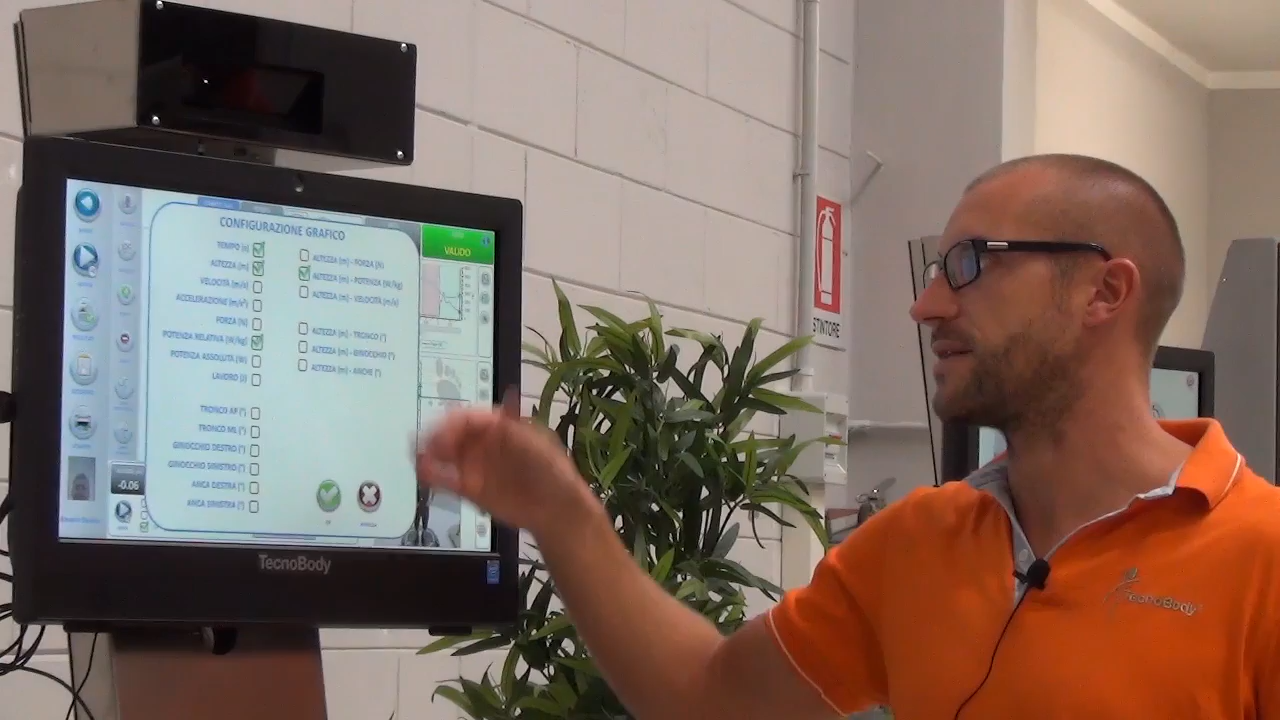 CONFIGURAZIONE GRAFICO
VALIDO
TEMPO (s)
ALTEZZA (m)
VELOCITÀ (m/s)
ACCELERAZIONE (m/s²)
FORZA (N)
POTENZA RELATIVA (W/kg)
POTENZA ASSOLUTA (W)
LAVORO (J)
TRONCO AP (°)
TRONCO ML (°)
GINOCCHIO DESTRO (°)
GINOCCHIO SINISTRO (°)
ANCA DESTRA (°)
ANCA SINISTRA (°)
ALTEZZA (m) - FORZA (N)
ALTEZZA (m) - POTENZA (W/kg)
ALTEZZA (m) - VELOCITÀ (m/s)
ALTEZZA (m) - TRONCO (°)
ALTEZZA (m) - GINOCCHIO (°)
ALTEZZA (m) - ANCHE (°)
-0.06
TecnoBody
STINTORE
TecnoBody